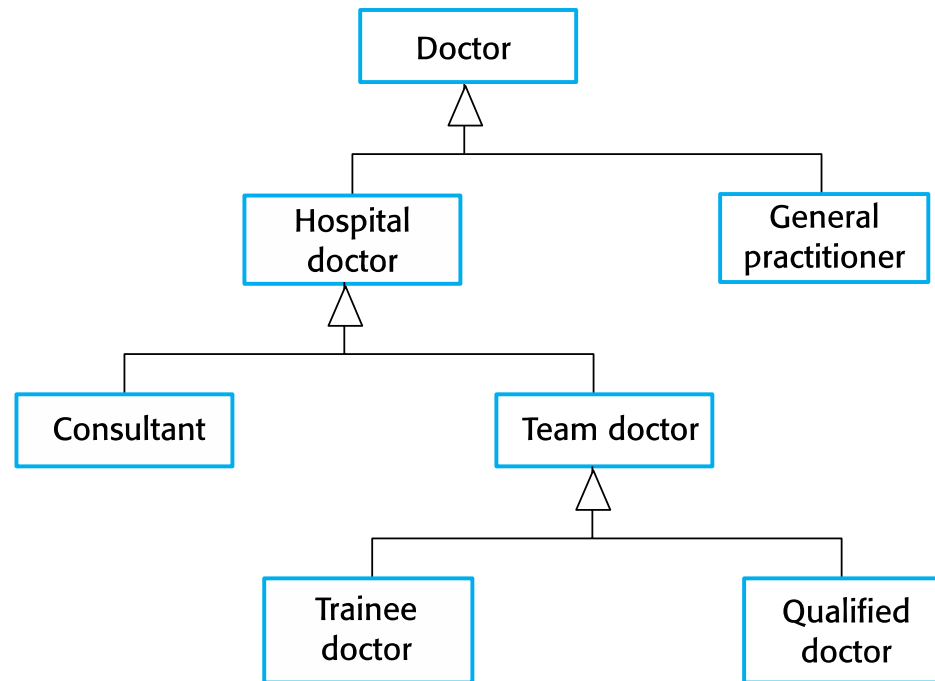 Doctor
Hospital
doctor
General
practitioner
Consultant
Team doctor
Trainee
doctor
Qualified
doctor